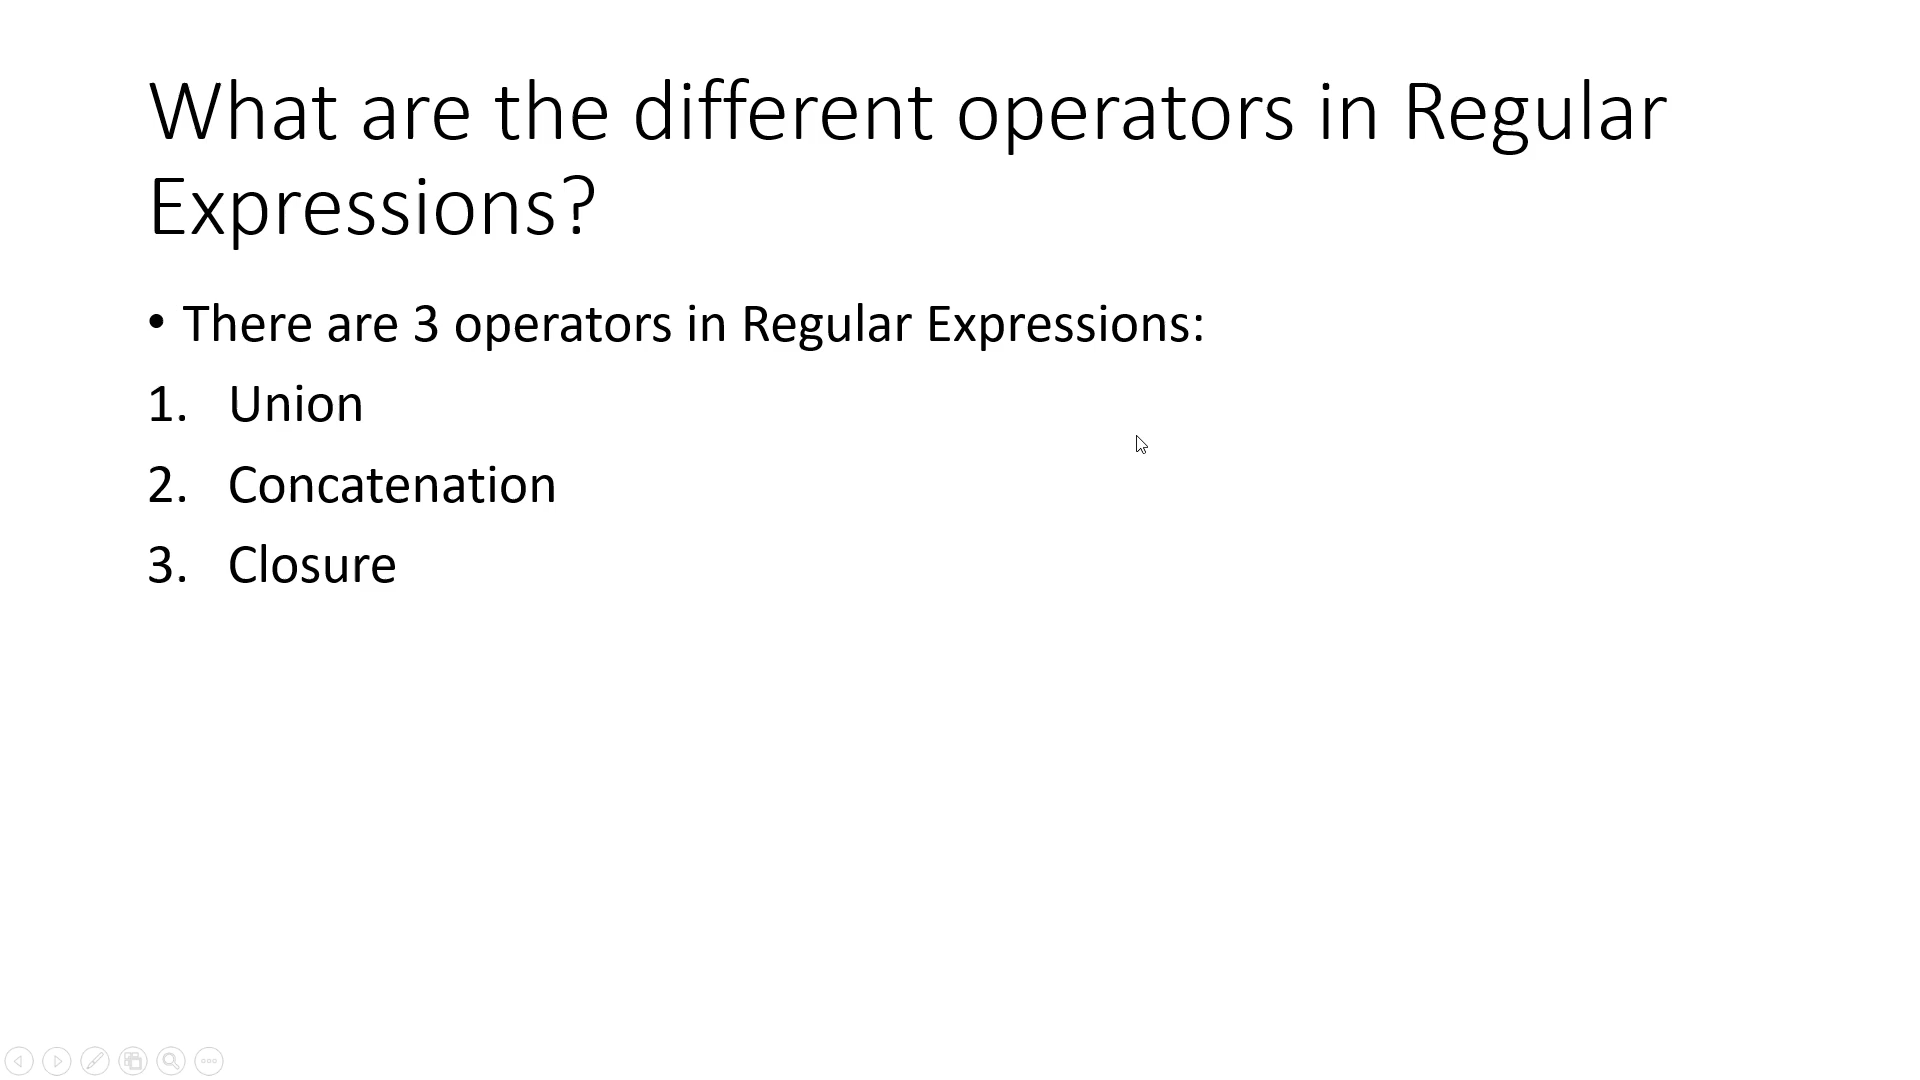 What are the different operators in Regular
Expressions?
• There are 3 operators in Regular Expressions:
1. Union
2. Concatenation
3. Closure